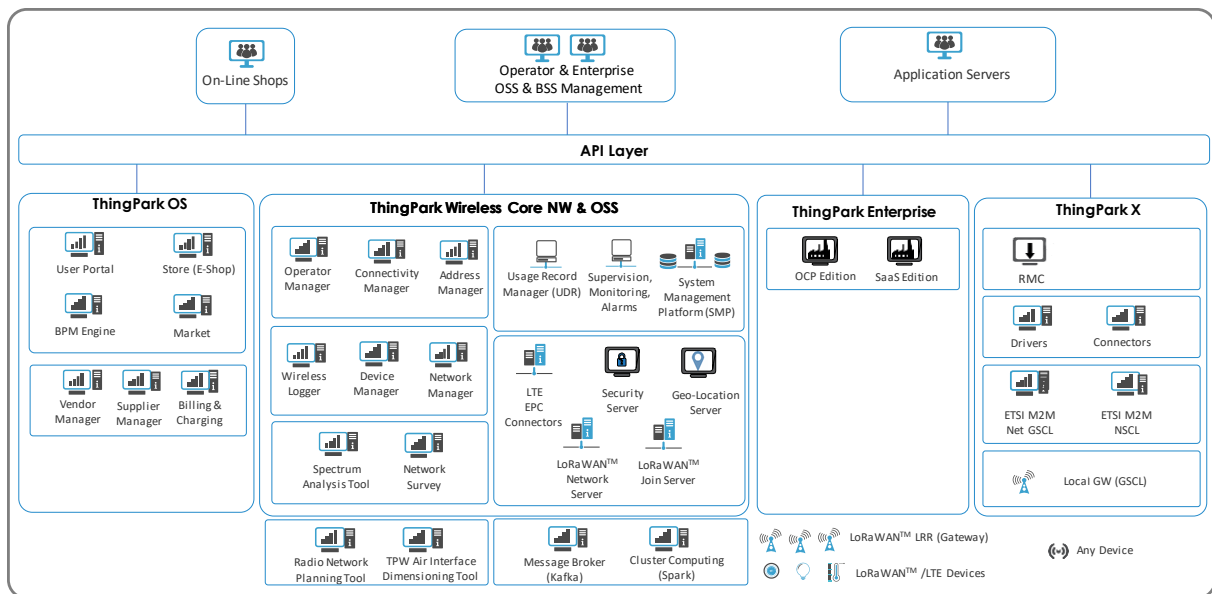 On-Line Shops
Operator & Enterprise
OSS & BSS Management
Application Servers
API Layer
ThingPark OS
User Portal
Store (E-Shop)
BPM Engine
Market
Vendor
Manager
Supplier
Manager
Billing &
Charging
ThingPark Wireless Core NW & OSS
Operator
Manager
Connectivity
Manager
Address
Manager
Wireless
Logger
Device
Manager
Network
Manager
Spectrum
Analysis Tool
Network
Survey
Usage Record
Manager (UDR)
Supervision,
Monitoring,
Alarms
System
Management
Platform (SMP)
LTE
EPC
Connectors
Security
Server
Geo-Location
Server
LoRaWAN™
Network
Server
LoRaWAN™
Join Server
Radio Network
Planning Tool
TPW Air Interface
Dimensioning Tool
Message Broker
(Kafka)
Cluster Computing
(Spark)
ThingPark Enterprise
OCP Edition
SaaS Edition
ThingPark X
RMC
Drivers
Connectors
ETSI M2M
Net GSCL
ETSI M2M
NSCL
Local GW (GSCL)
LoRaWAN™ LRR (Gateway)
LoRaWAN™ /LTE Devices
Any Device